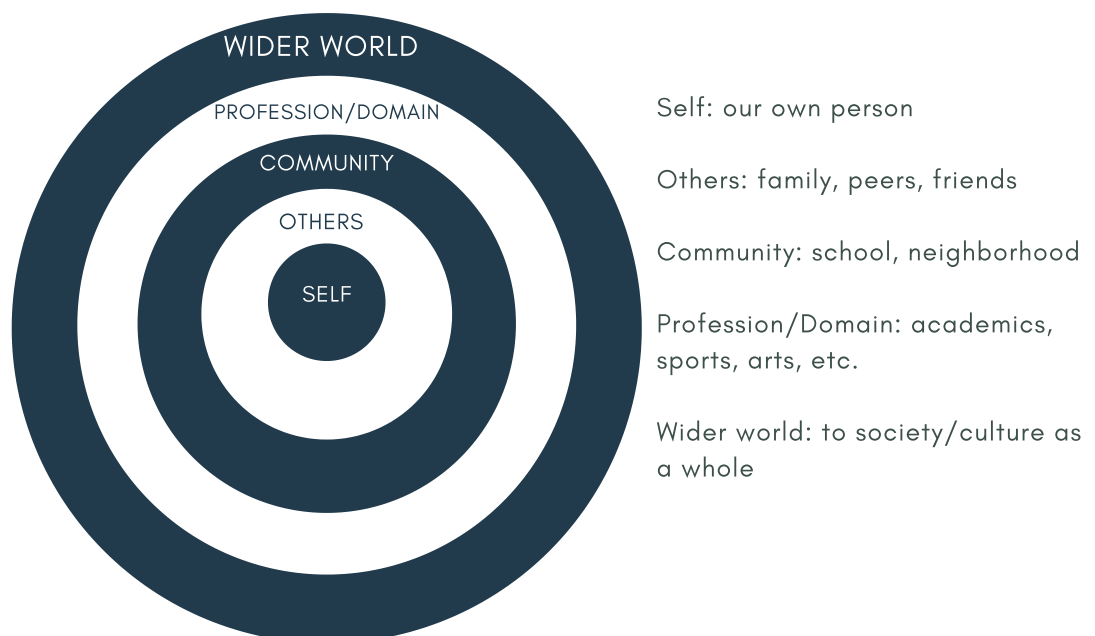 WIDER WORLD
PROFESSION/DOMAIN
COMMUNITY
OTHERS
SELF
Self: our own person
Others: family, peers, friends
Community: school, neighborhood
Profession/Domain: academics,
sports, arts, etc.
Wider world: to society/culture as
a whole